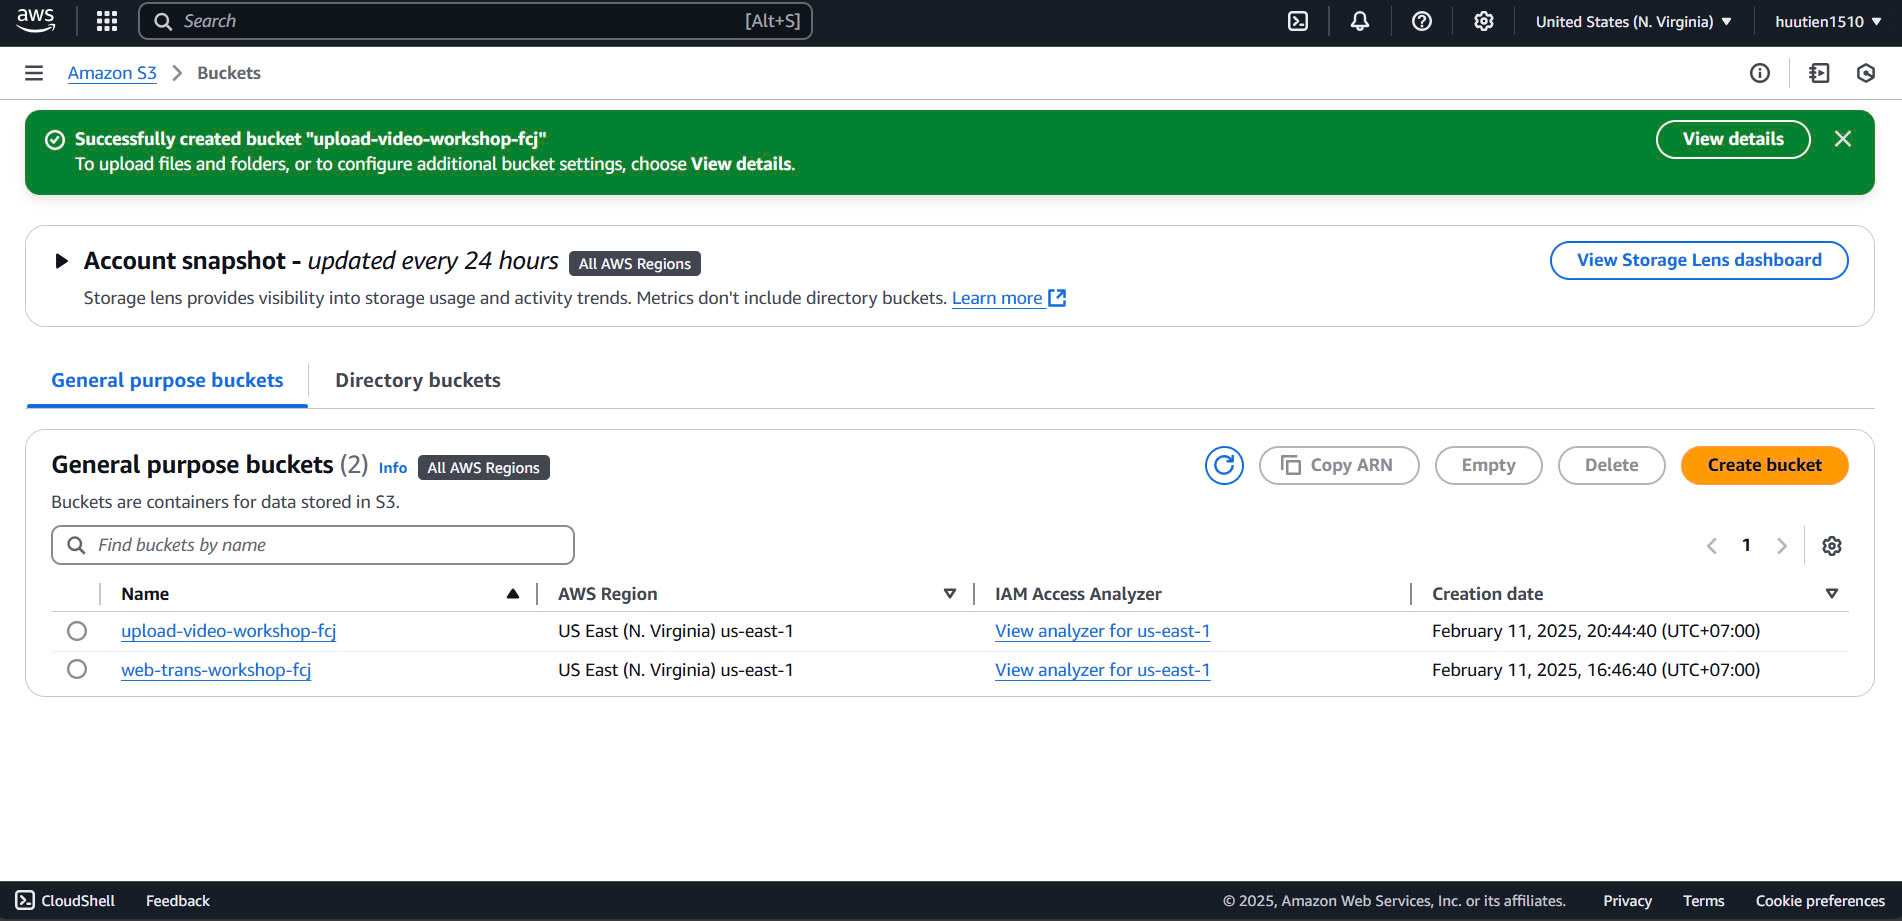 aws Search [Alt+S] United States (N. Virginia) huutien1510
Amazon S3 Buckets
Successfully created bucket "upload-video-workshop-fcj"
To upload files and folders, or to configure additional bucket settings, choose View details.
View details
Account snapshot - updated every 24 hours All AWS Regions
View Storage Lens dashboard
Storage lens provides visibility into storage usage and activity trends. Metrics don't include directory buckets. Learn more
General purpose buckets Directory buckets
General purpose buckets (2) Info All AWS Regions
Copy ARN Empty Delete Create bucket
Buckets are containers for data stored in S3.
Find buckets by name
1
Name AWS Region IAM Access Analyzer Creation date
upload-video-workshop-fcj US East (N. Virginia) us-east-1 View analyzer for us-east-1 February 11, 2025, 20:44:40 (UTC+07:00)
web-trans-workshop-fcj US East (N. Virginia) us-east-1 View analyzer for us-east-1 February 11, 2025, 16:46:40 (UTC+07:00)
CloudShell Feedback © 2025, Amazon Web Services, Inc. or its affiliates. Privacy Terms Cookie preferences